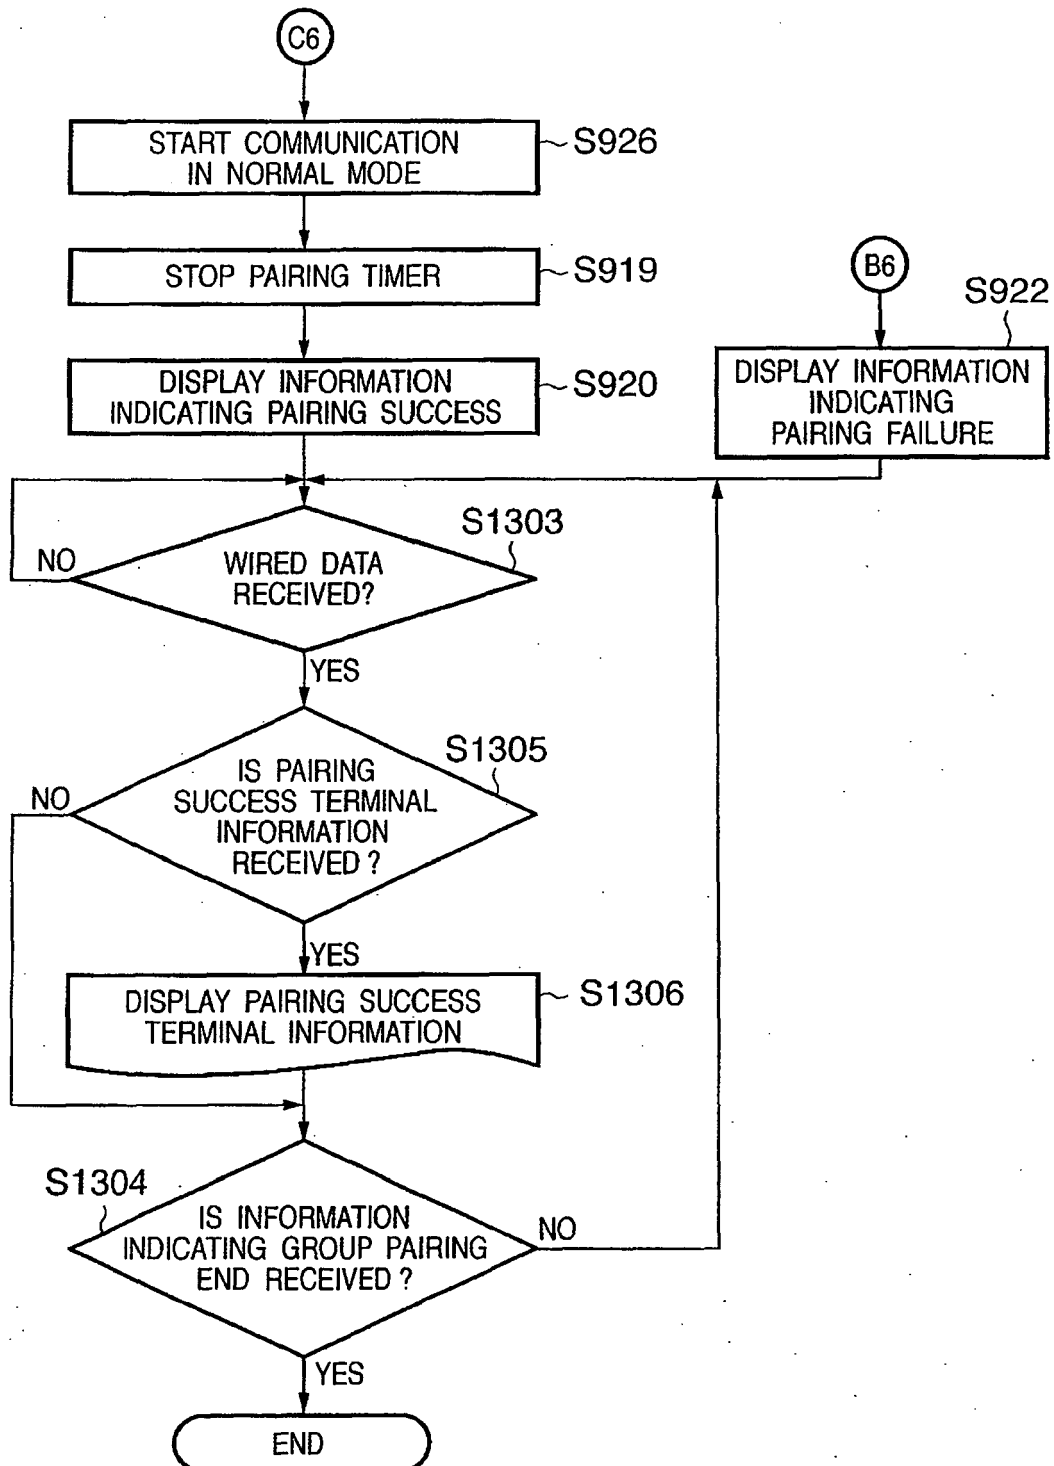 C6
START COMMUNICATION
IN NORMAL MODE
S926
STOP PAIRING TIMER
S919
B6
S922
DISPLAY INFORMATION
INDICATING PAIRING SUCCESS
S920
DISPLAY INFORMATION
INDICATING
PAIRING FAILURE
S1303
NO
WIRED DATA
RECEIVED?
YES
S1305
NO
IS PAIRING
SUCCESS TERMINAL
INFORMATION
RECEIVED ?
YES
DISPLAY PAIRING SUCCESS
TERMINAL INFORMATION
S1306
S1304
IS INFORMATION
INDICATING GROUP PAIRING
END RECEIVED ?
NO
YES
END